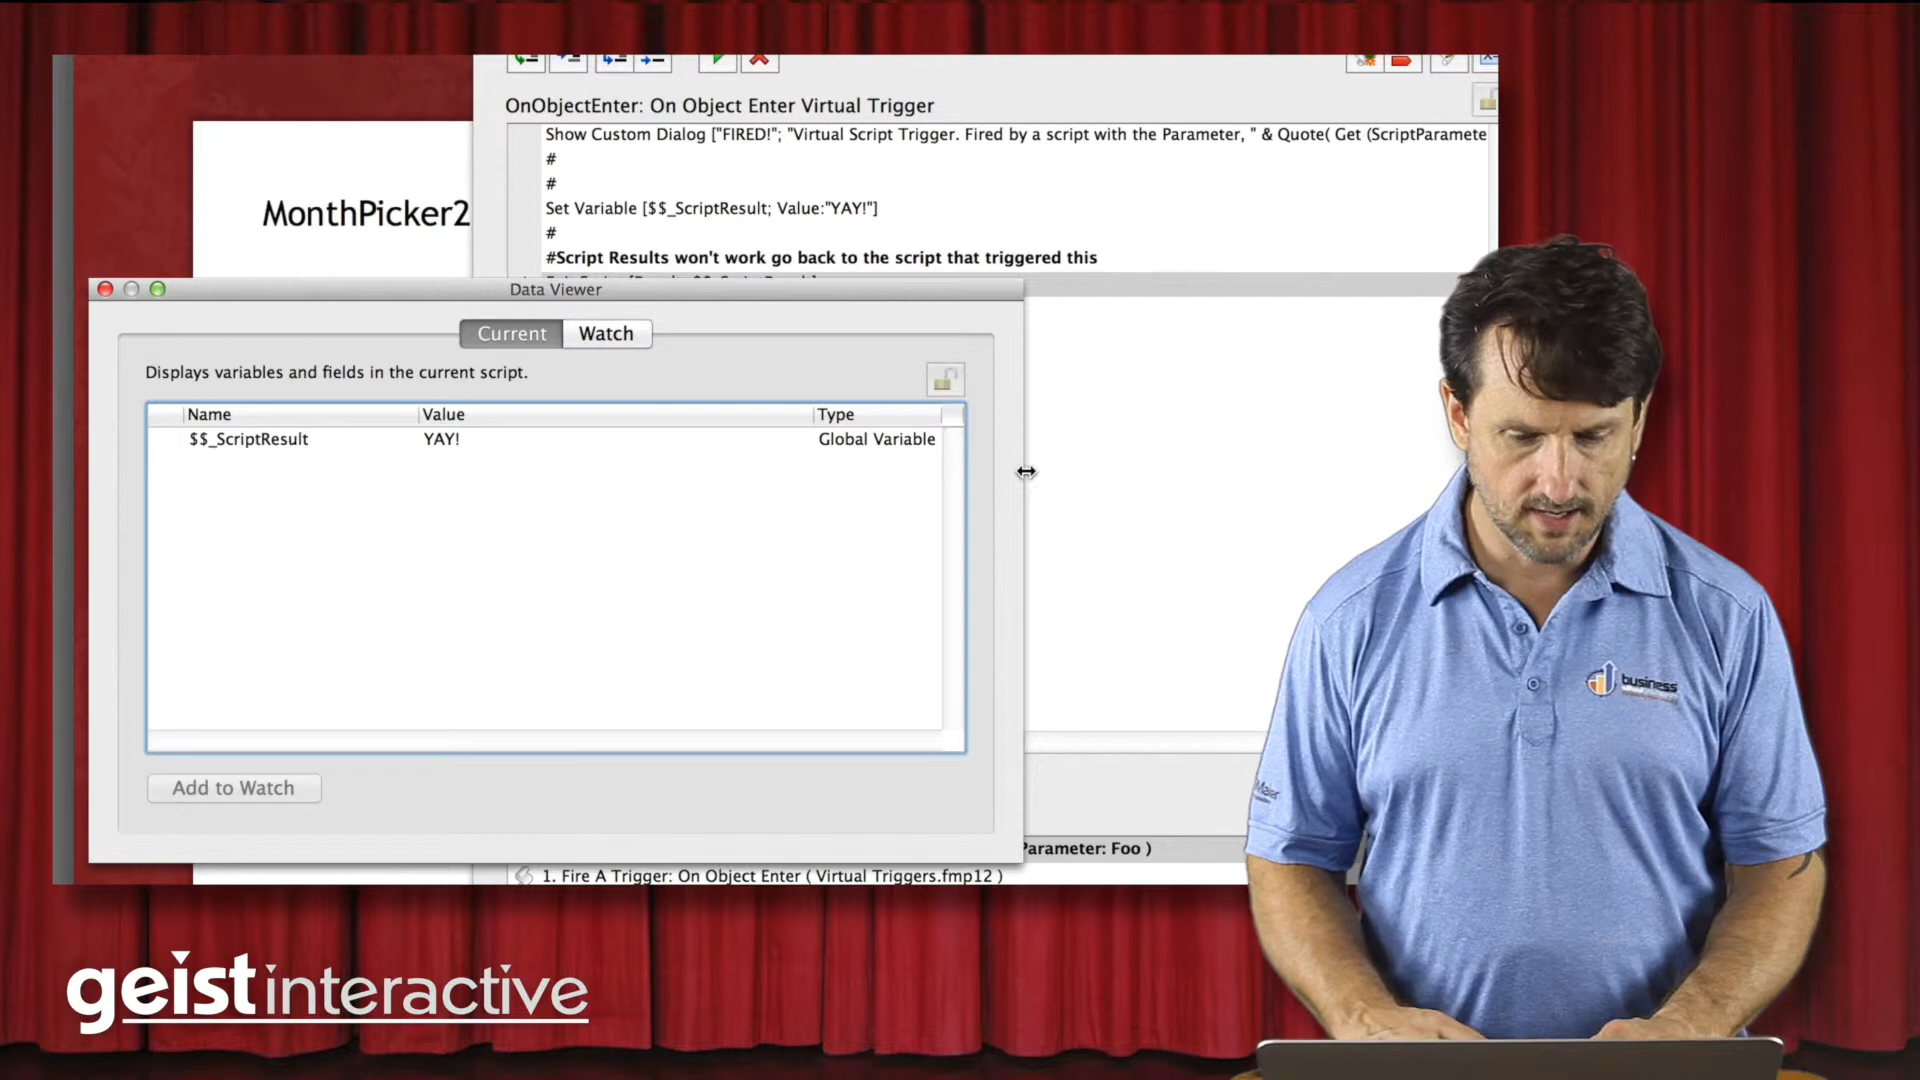 OnObjectEnter: On Object Enter Virtual Trigger
Show Custom Dialog ["FIRED!"; "Virtual Script Trigger. Fired by a script with the Parameter, " & Quote( Get (ScriptParamete
#
#
Set Variable [$$_ScriptResult; Value:"YAY!"]
#
#Script Results won't work go back to the script that triggered this
MonthPicker2
Data Viewer
Current
Watch
Displays variables and fields in the current script.
Name Value Type
$$_ScriptResult YAY! Global Variable
Add to Watch
Parameter: Foo )
1. Fire A Trigger: On Object Enter ( Virtual Triggers.fmp12 )
business
geist interactive